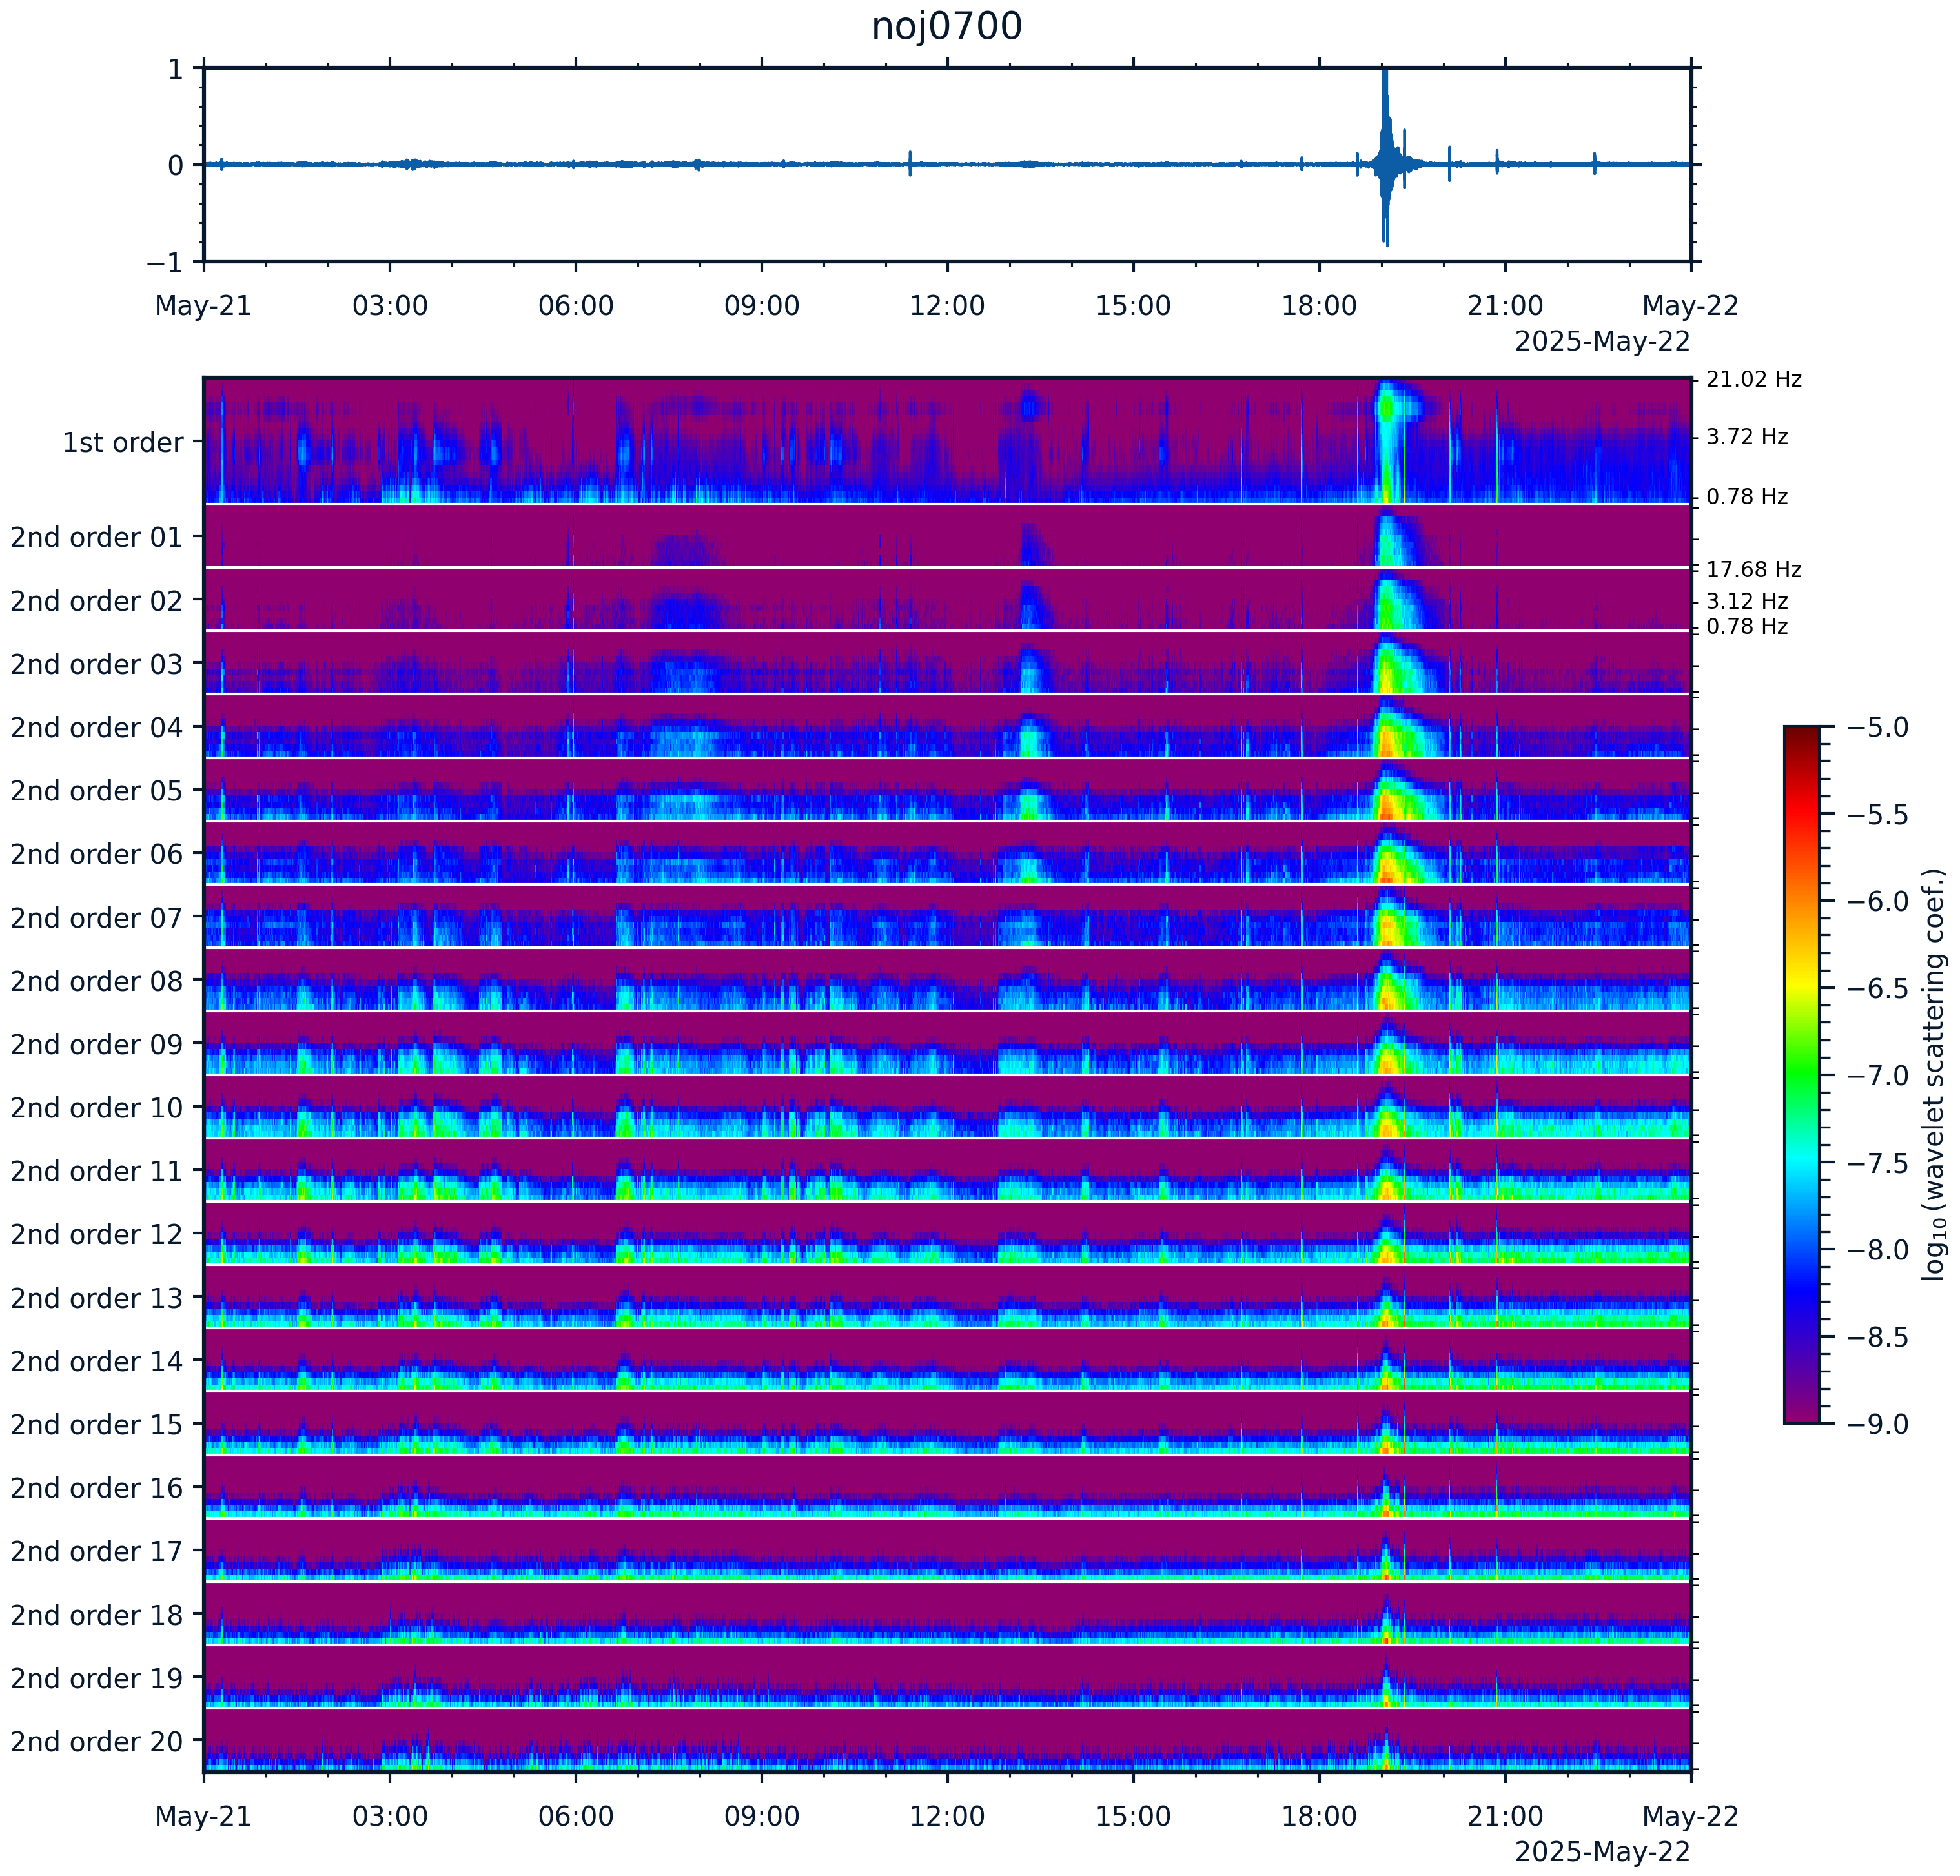 noj0700
1
0
−1
May-21 03:00 06:00 09:00 12:00 15:00 18:00 21:00 May-22
2025-May-22
21.02 Hz
1st order
3.72 Hz
0.78 Hz
2nd order 01
17.68 Hz
2nd order 02
3.12 Hz
0.78 Hz
2nd order 03
2nd order 04
2nd order 05
2nd order 06
2nd order 07
2nd order 08
2nd order 09
2nd order 10
2nd order 11
2nd order 12
2nd order 13
2nd order 14
2nd order 15
2nd order 16
2nd order 17
2nd order 18
2nd order 19
2nd order 20
May-21 03:00 06:00 09:00 12:00 15:00 18:00 21:00 May-22
2025-May-22
−5.0
−5.5
−6.0
−6.5
−7.0
−7.5
−8.0
−8.5
−9.0
log₁₀ (wavelet scattering coef.)